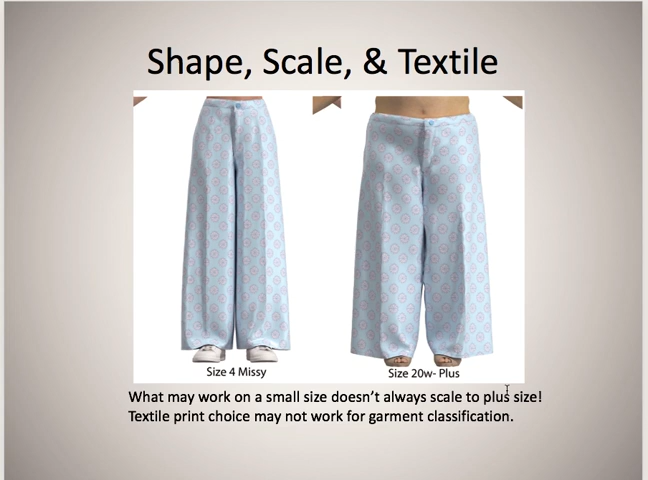 Shape, Scale, & Textile
Size 4 Missy
Size 20w- Plus
What may work on a small size doesn't always scale to plus size!
Textile print choice may not work for garment classification.